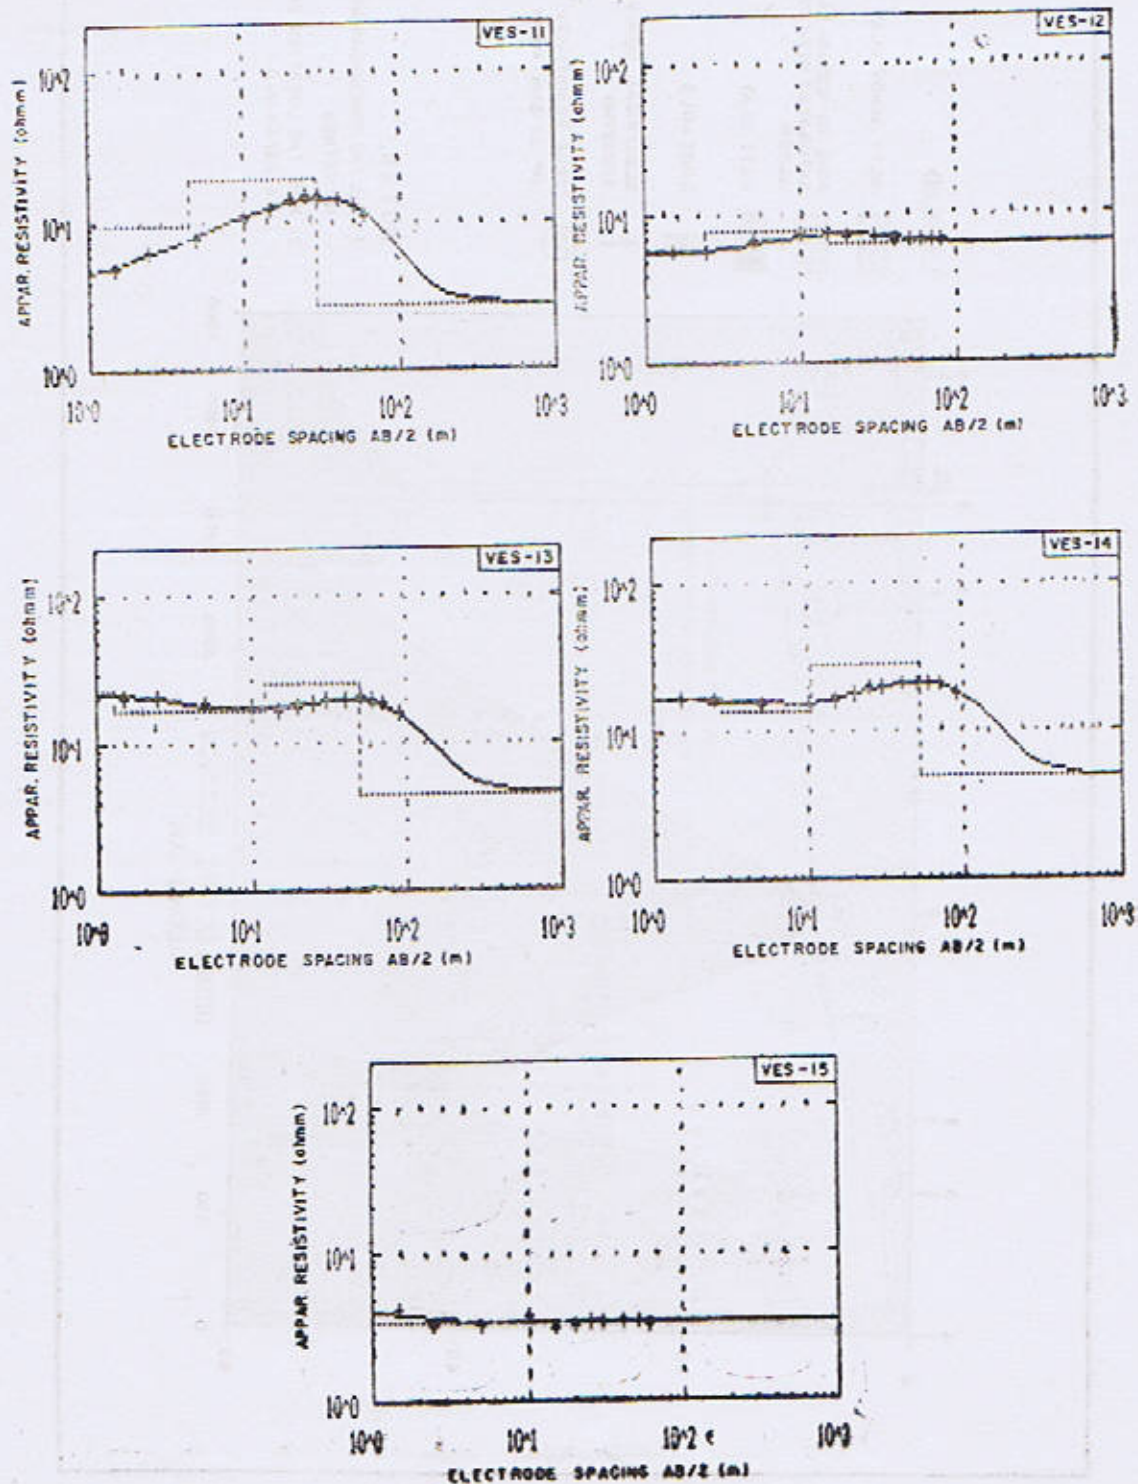 VES-11
APPAR. RESISTIVITY (ohmm)
10^2
10^1
10^0
10^0 10^1 10^2 10^3
ELECTRODE SPACING AB/2 (m)
VES-12
APPAR. RESISTIVITY (ohmm)
10^2
10^1
10^0
10^0 10^1 10^2 10^3
ELECTRODE SPACING AB/2 (m)
VES-13
APPAR. RESISTIVITY (ohmm)
10^2
10^1
10^0
10^0 10^1 10^2 10^3
ELECTRODE SPACING AB/2 (m)
VES-14
APPAR. RESISTIVITY (ohmm)
10^2
10^1
10^0
10^0 10^1 10^2 10^3
ELECTRODE SPACING AB/2 (m)
VES-15
APPAR. RESISTIVITY (ohmm)
10^2
10^1
10^0
10^0 10^1 10^2 10^3
ELECTRODE SPACING AB/2 (m)